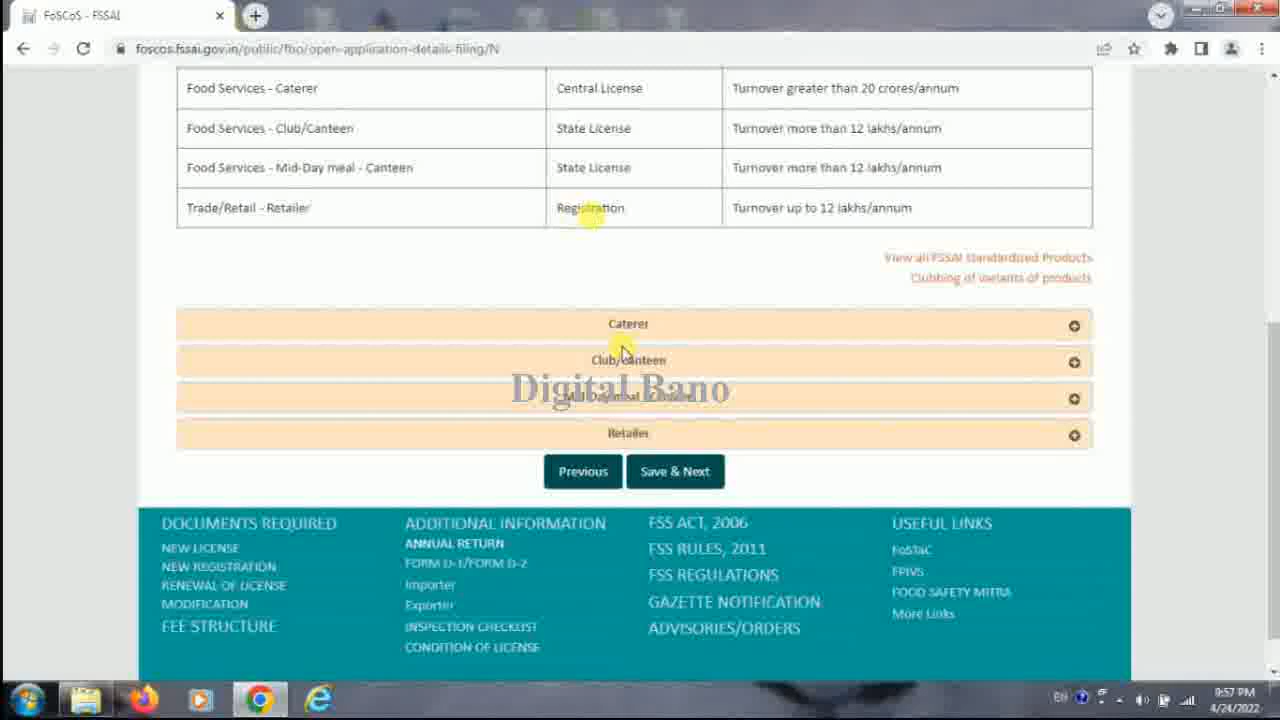 FoSCoS - FSSAI
foscos.fssai.gov.in/public/fbo/open-application-details-filing/N
Food Services - Caterer Central License Turnover greater than 20 crores/annum
Food Services - Club/Canteen State License Turnover more than 12 lakhs/annum
Food Services - Mid-Day meal - Canteen State License Turnover more than 12 lakhs/annum
Trade/Retail - Retailer Registration Turnover up to 12 lakhs/annum
View all FSSAI standardized Products
Clubbing of variants of products
Caterer
Club/Canteen
Digital Bano
Retailer
Previous Save & Next
DOCUMENTS REQUIRED
NEW LICENSE
NEW REGISTRATION
RENEWAL OF LICENSE
MODIFICATION
FEE STRUCTURE
ADDITIONAL INFORMATION
ANNUAL RETURN
FORM D-1/FORM D-2
Importer
Exporter
INSPECTION CHECKLIST
CONDITION OF LICENSE
FSS ACT, 2006
FSS RULES, 2011
FSS REGULATIONS
GAZETTE NOTIFICATION
ADVISORIES/ORDERS
USEFUL LINKS
FoSTaC
FPIVS
FOOD SAFETY MITRA
More Links
EN
9:57 PM
4/24/2022